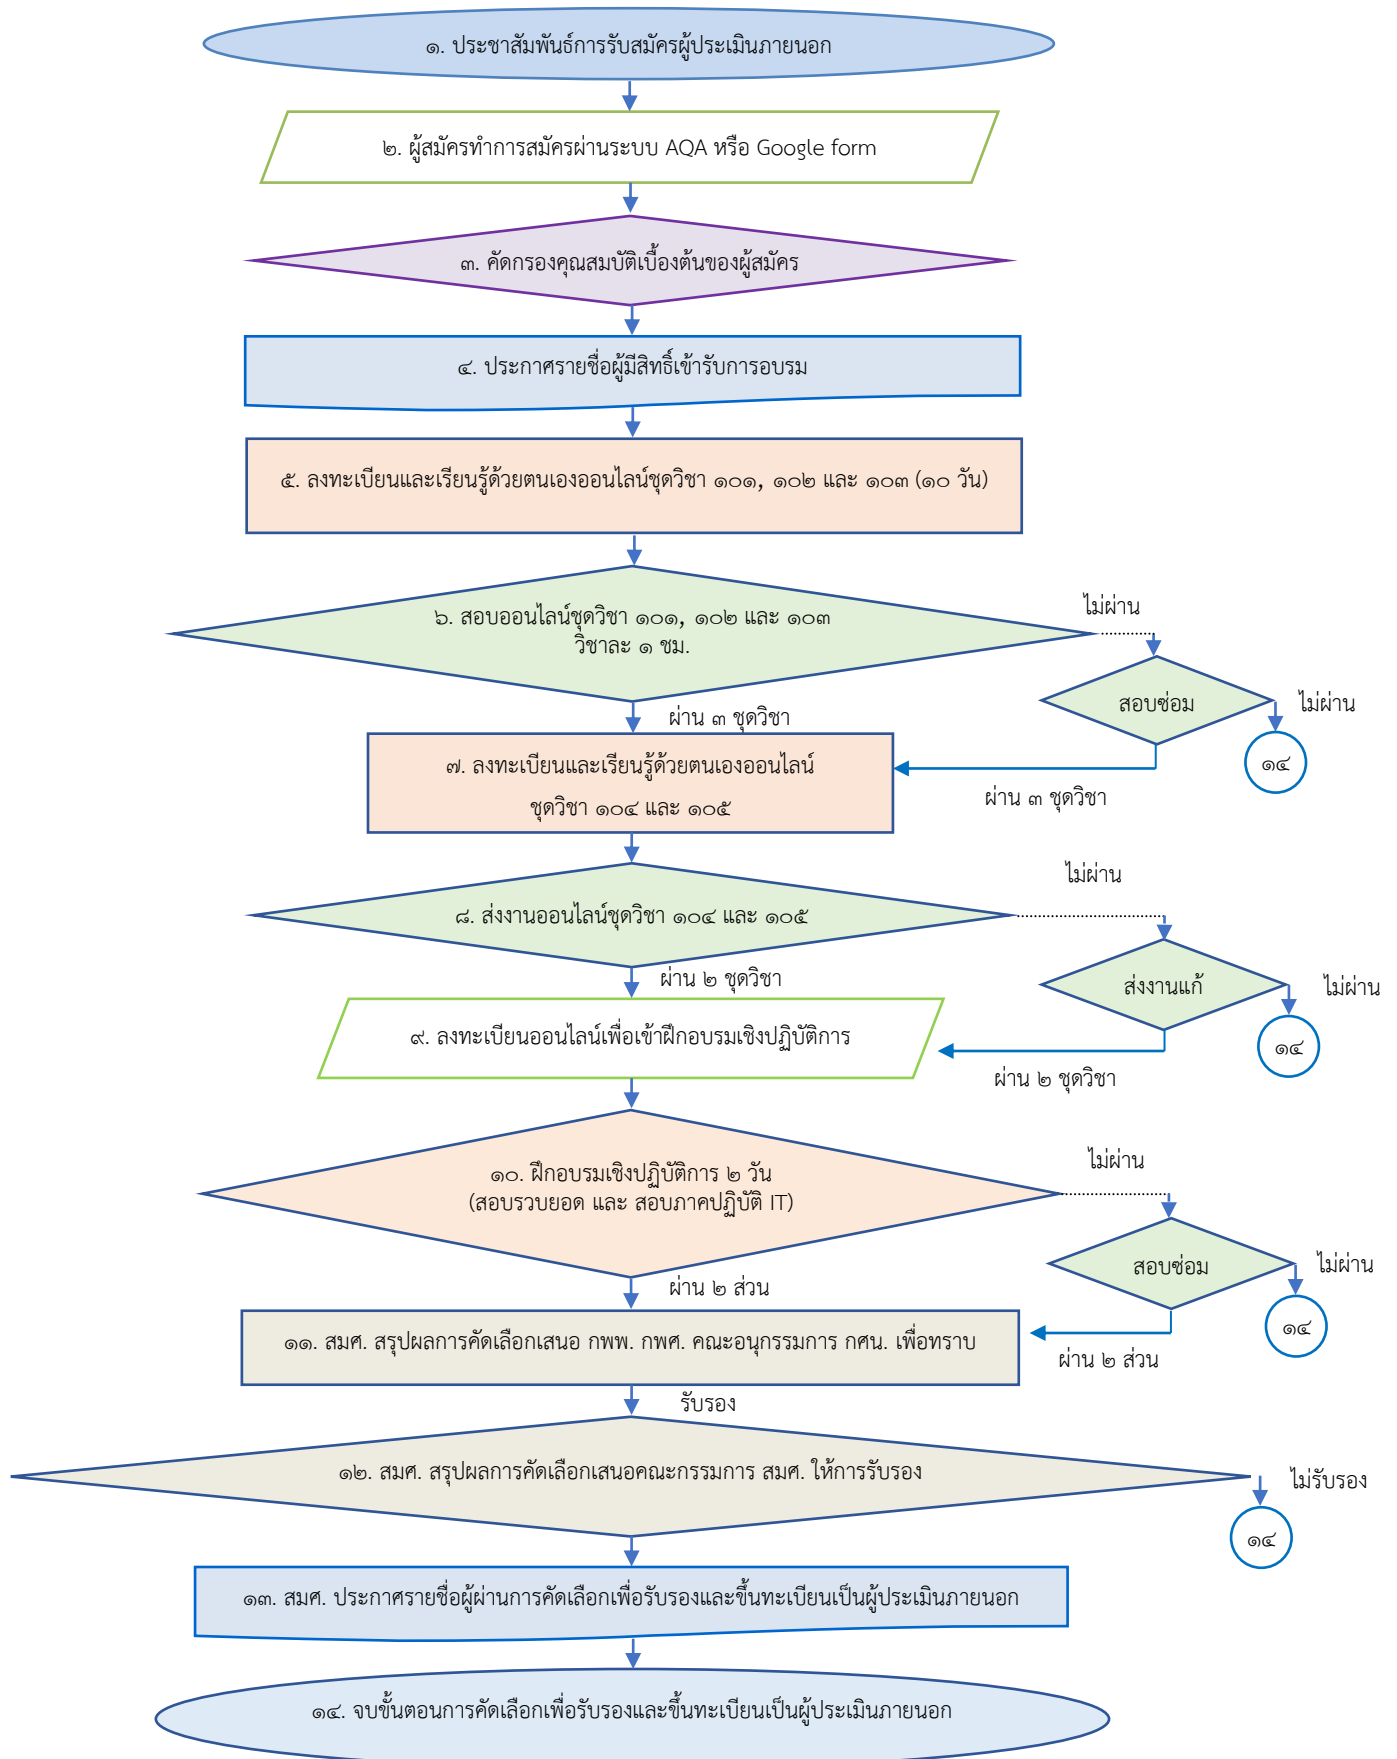 ๑. ประชาสัมพันธ์การรับสมัครผู้ประเมินภายนอก
๒. ผู้สมัครทำการสมัครผ่านระบบ AQA หรือ Google form
๓. คัดกรองคุณสมบัติเบื้องต้นของผู้สมัคร
๔. ประกาศรายชื่อผู้มีสิทธิ์เข้ารับการอบรม
๕. ลงทะเบียนและเรียนรู้ด้วยตนเองออนไลน์ชุดวิชา ๑๐๑, ๑๐๒ และ ๑๐๓ (๑๐ วัน)
๖. สอบออนไลน์ชุดวิชา ๑๐๑, ๑๐๒ และ ๑๐๓
วิชาละ ๑ ชม.
ไม่ผ่าน
สอบซ่อม
ไม่ผ่าน
๑๔
ผ่าน ๓ ชุดวิชา
ผ่าน ๓ ชุดวิชา
๗. ลงทะเบียนและเรียนรู้ด้วยตนเองออนไลน์
ชุดวิชา ๑๐๔ และ ๑๐๕
๘. ส่งงานออนไลน์ชุดวิชา ๑๐๔ และ ๑๐๕
ไม่ผ่าน
ส่งงานแก้
ไม่ผ่าน
๑๔
ผ่าน ๒ ชุดวิชา
ผ่าน ๒ ชุดวิชา
๙. ลงทะเบียนออนไลน์เพื่อเข้าฝึกอบรมเชิงปฏิบัติการ
๑๐. ฝึกอบรมเชิงปฏิบัติการ ๒ วัน
(สอบรวบยอด และ สอบภาคปฏิบัติ IT)
ไม่ผ่าน
สอบซ่อม
ไม่ผ่าน
๑๔
ผ่าน ๒ ส่วน
ผ่าน ๒ ส่วน
๑๑. สมศ. สรุปผลการคัดเลือกเสนอ กพพ. กพศ. คณะอนุกรรมการ กศน. เพื่อทราบ
รับรอง
๑๒. สมศ. สรุปผลการคัดเลือกเสนอคณะกรรมการ สมศ. ให้การรับรอง
ไม่รับรอง
๑๔
๑๓. สมศ. ประกาศรายชื่อผู้ผ่านการคัดเลือกเพื่อรับรองและขึ้นทะเบียนเป็นผู้ประเมินภายนอก
๑๔. จบขั้นตอนการคัดเลือกเพื่อรับรองและขึ้นทะเบียนเป็นผู้ประเมินภายนอก